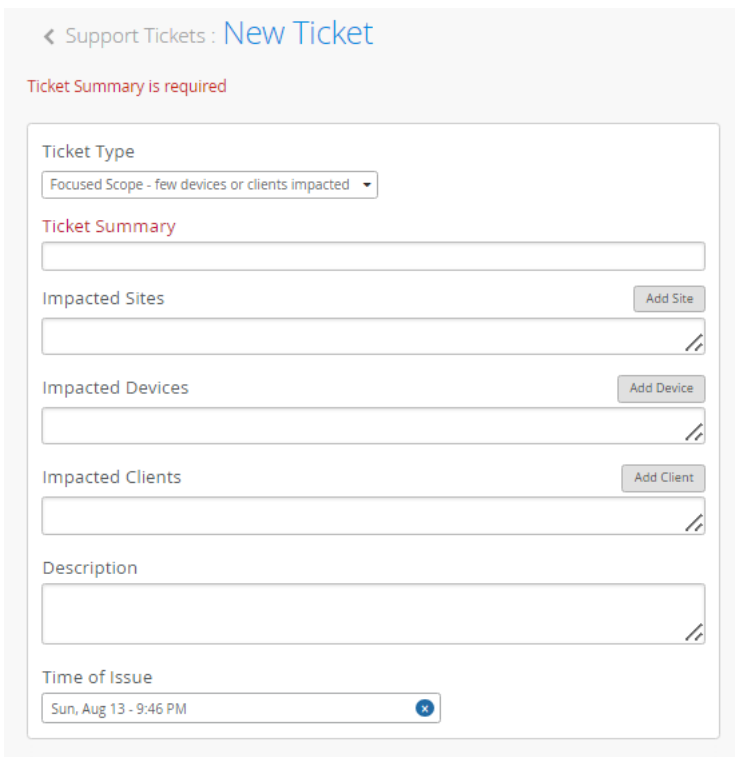 Support Tickets : New Ticket
Ticket Summary is required
Ticket Type
Focused Scope - few devices or clients impacted
Ticket Summary
Impacted Sites
Add Site
Impacted Devices
Add Device
Impacted Clients
Add Client
Description
Time of Issue
Sun, Aug 13 - 9:46 PM